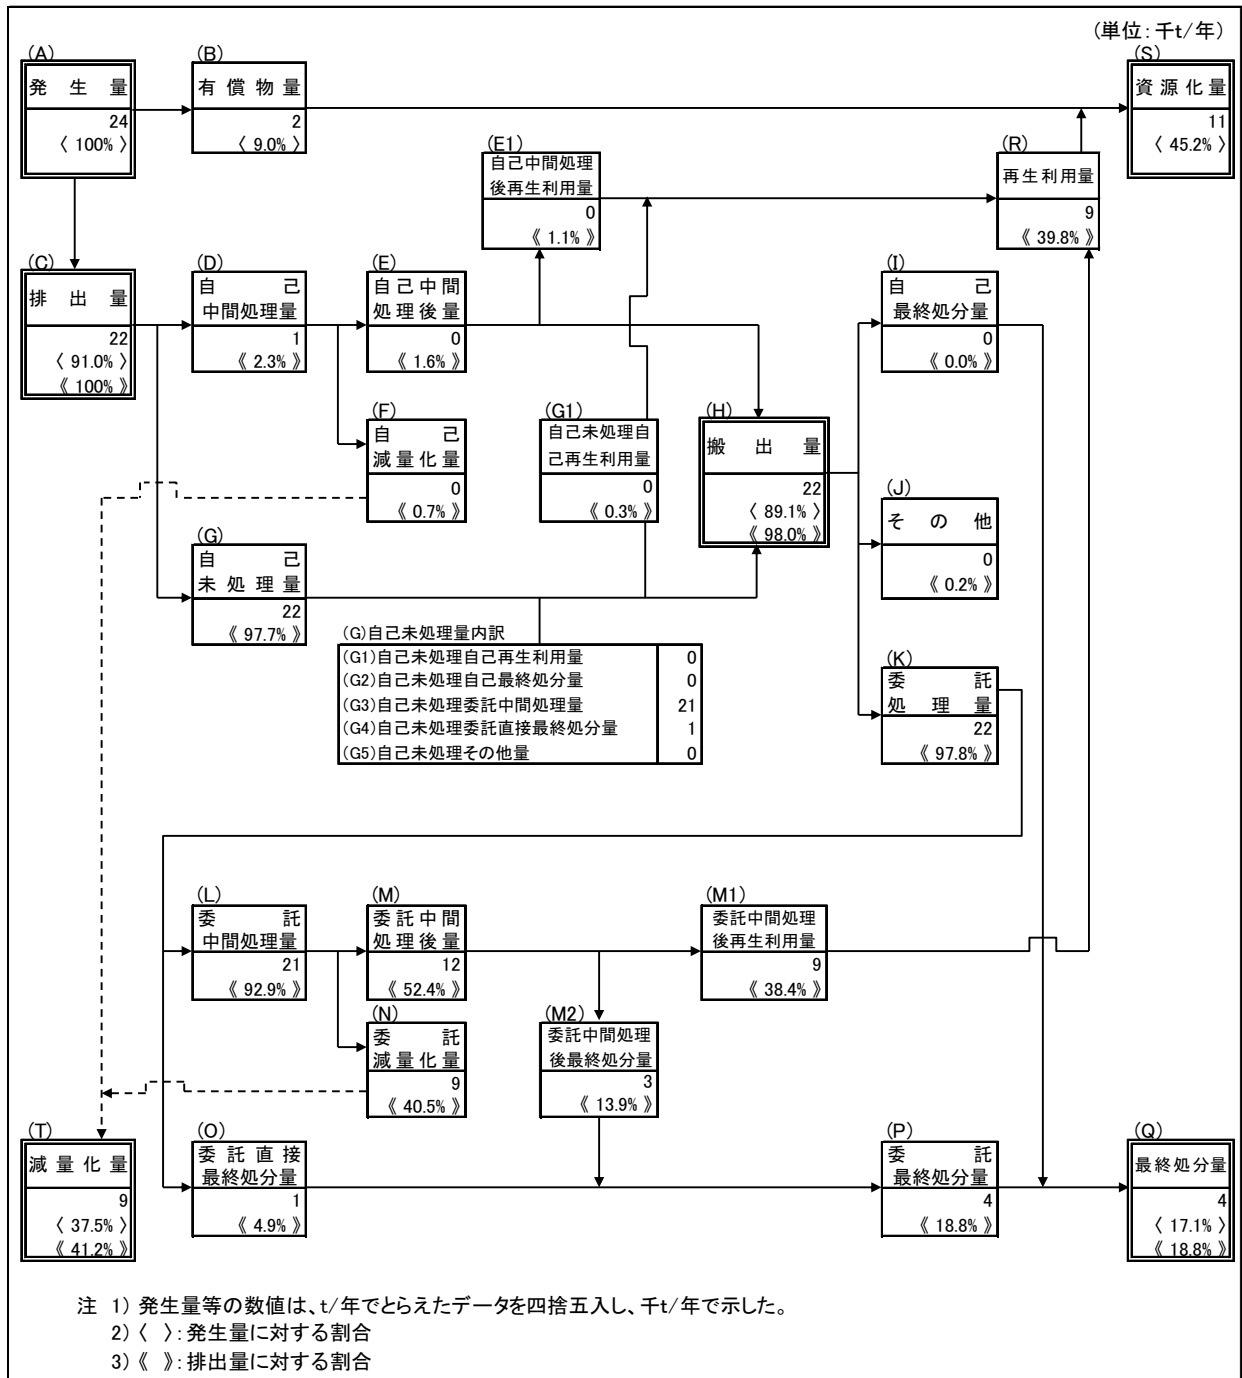 (単位：千t/年)
(A)
発生量
24
〈 100% 〉
(B)
有償物量
2
〈 9.0% 〉
(S)
資源化量
11
〈 45.2% 〉
(E1)
自己中間処理
後再生利用量
0
《 1.1% 》
(R)
再生利用量
9
《 39.8% 》
(C)
排出量
22
〈 91.0% 〉
《 100% 》
(D)
自己
中間処理量
1
《 2.3% 》
(E)
自己中間
処理後量
0
《 1.6% 》
(I)
自己
最終処分量
0
《 0.0% 》
(F)
自己
減量化量
0
《 0.7% 》
(G1)
自己未処理自
己再生利用量
0
《 0.3% 》
(H)
搬出量
22
〈 89.1% 〉
《 98.0% 》
(J)
その他
0
《 0.2% 》
(G)
自己
未処理量
22
《 97.7% 》
(G)自己未処理量内訳
(G1)自己未処理自己再生利用量 0
(G2)自己未処理自己最終処分量 0
(G3)自己未処理委託中間処理量 21
(G4)自己未処理委託直接最終処分量 1
(G5)自己未処理その他量 0
(K)
委託
処理量
22
《 97.8% 》
(L)
委託
中間処理量
21
《 92.9% 》
(M)
委託中間
処理後量
12
《 52.4% 》
(M1)
委託中間処理
後再生利用量
9
《 38.4% 》
(N)
委託
減量化量
9
《 40.5% 》
(M2)
委託中間処理
後最終処分量
3
《 13.9% 》
(T)
減量化量
9
〈 37.5% 〉
《 41.2% 》
(O)
委託直接
最終処分量
1
《 4.9% 》
(P)
委託
最終処分量
4
《 18.8% 》
(Q)
最終処分量
4
〈 17.1% 〉
《 18.8% 》
注 1) 発生量等の数値は、t/年でとらえたデータを四捨五入し、千t/年で示した。
2)〈 〉：発生量に対する割合
3)《 》：排出量に対する割合